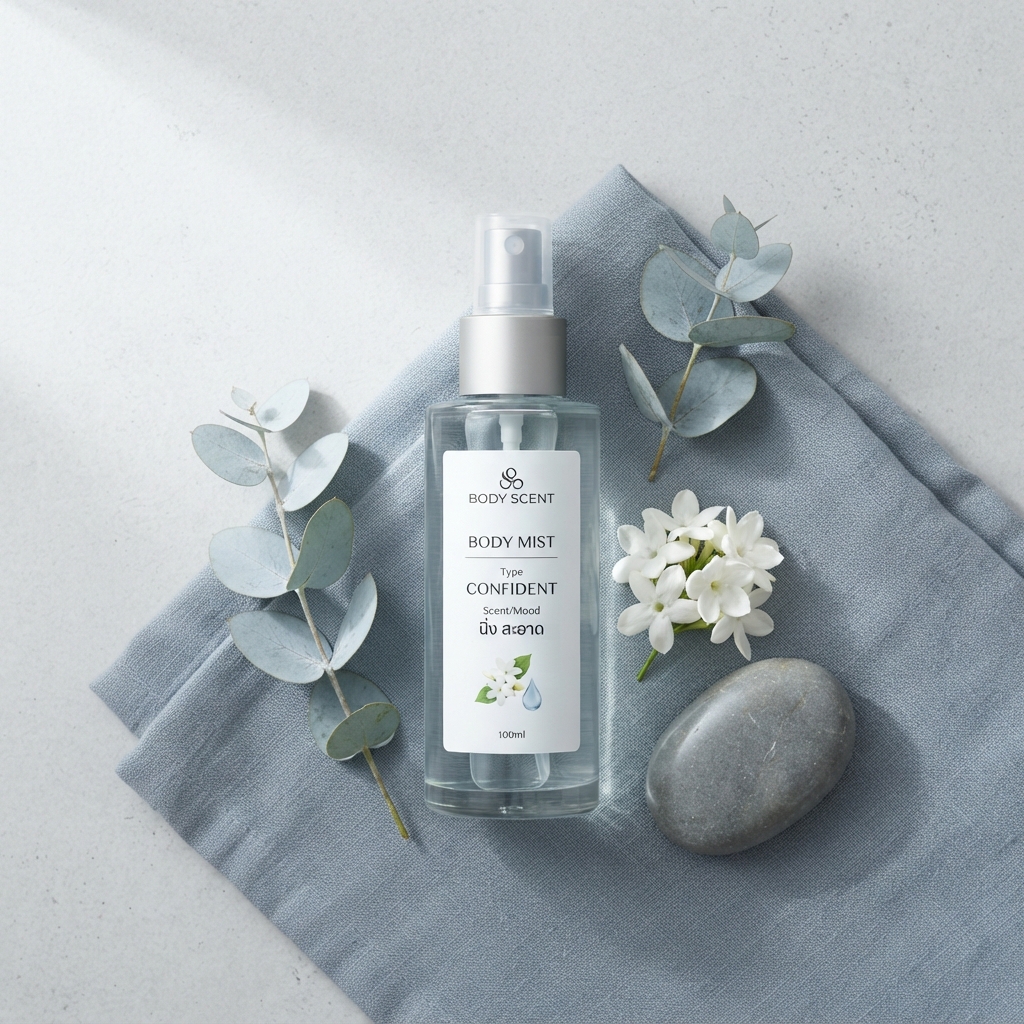 BODY SCENT
BODY MIST
Type
CONFIDENT
Scent/Mood
นิ่ง สะอาด
100ml